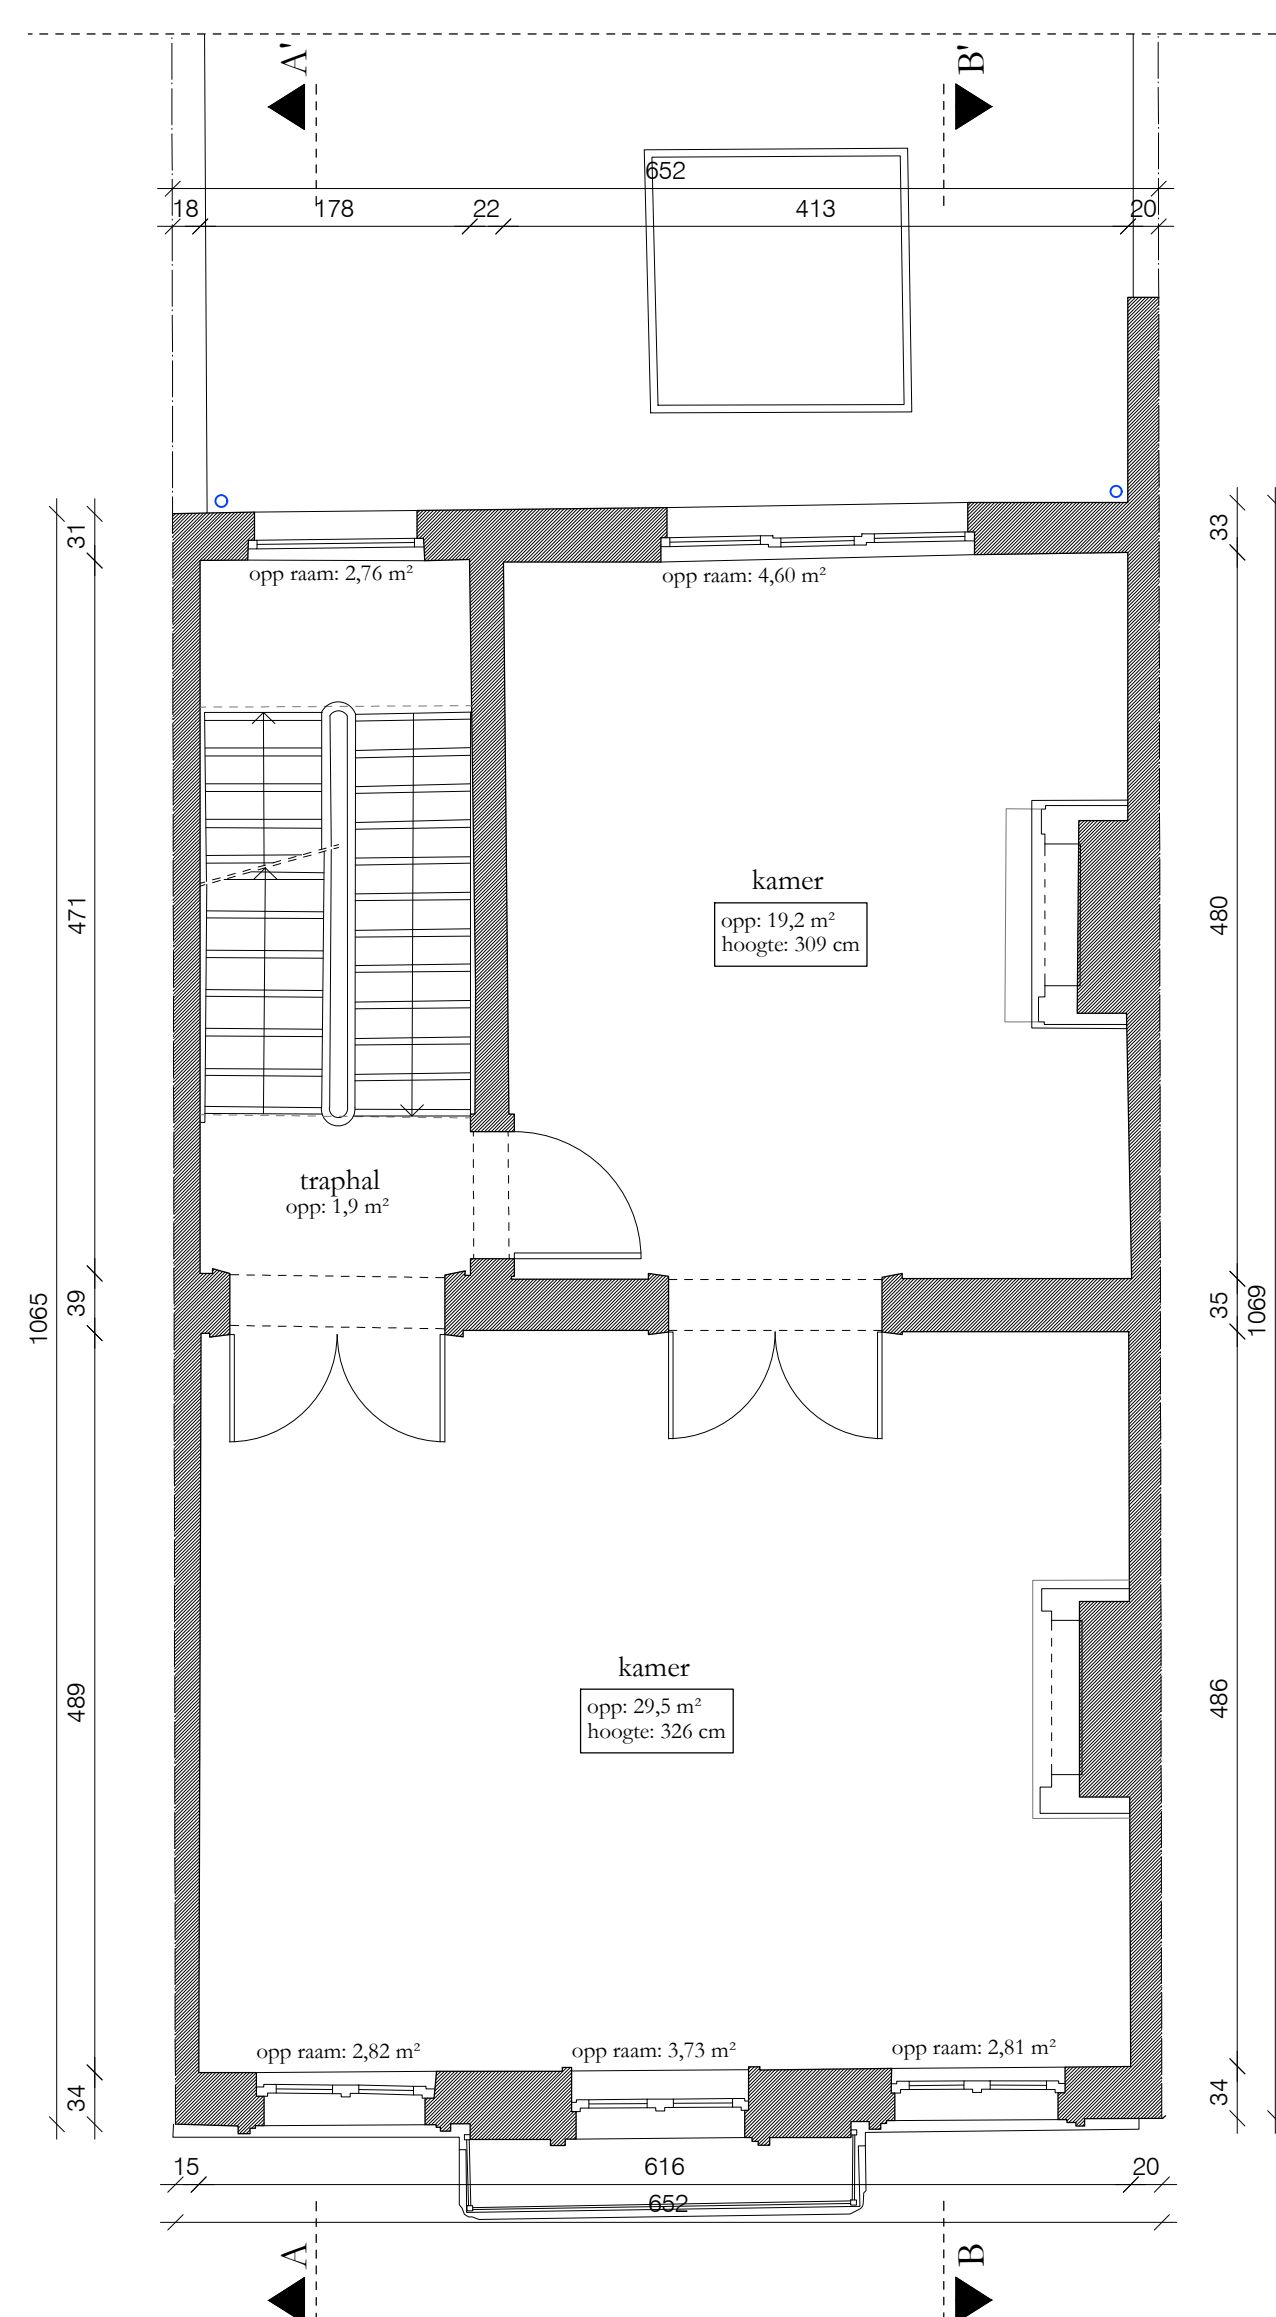 A'
B'
652
18
178
22
413
20
31
33
opp raam: 2,76 m²
opp raam: 4,60 m²
471
kamer
opp: 19,2 m²
hoogte: 309 cm
480
traphal
opp: 1,9 m²
1065
39
35
1069
489
kamer
opp: 29,5 m²
hoogte: 326 cm
486
opp raam: 2,82 m²
opp raam: 3,73 m²
opp raam: 2,81 m²
34
34
15
616
20
652
A
B